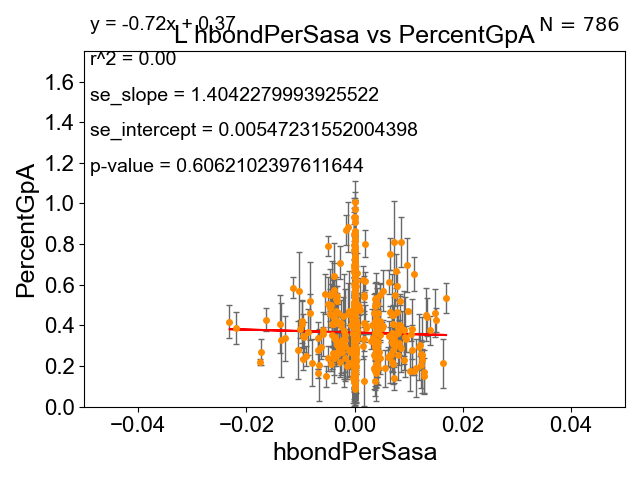 y = -0.72x + 0.37
N = 786
L hbondPerSasa vs PercentGpA
r^2 = 0.00
se_slope = 1.4042279993925522
se_intercept = 0.00547231552004398
p-value = 0.6062102397611644
PercentGpA
1.6
1.4
1.2
1.0
0.8
0.6
0.4
0.2
0.0
−0.04
−0.02
0.00
0.02
0.04
hbondPerSasa